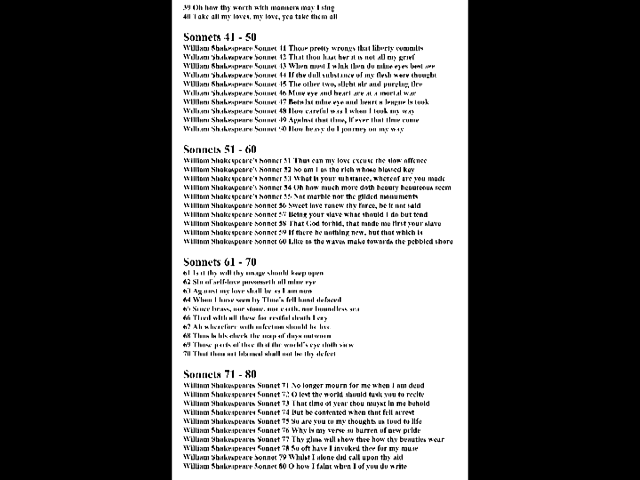 39 Oh how thy worth with manners may I sing
40 Take all my loves, my love, yea take them all
Sonnets 41 - 50
William Shakespeare Sonnet 41 Those pretty wrongs that liberty commits
William Shakespeare Sonnet 42 That thou hast her it is not all my grief
William Shakespeare Sonnet 43 When most I wink then do mine eyes best see
William Shakespeare Sonnet 44 If the dull substance of my flesh were thought
William Shakespeare Sonnet 45 The other two, slight air and purging fire
William Shakespeare Sonnet 46 Mine eye and heart are at a mortal war
William Shakespeare Sonnet 47 Betwixt mine eye and heart a league is took
William Shakespeare Sonnet 48 How careful was I when I took my way
William Shakespeare Sonnet 49 Against that time, if ever that time come
William Shakespeare Sonnet 50 How heavy do I journey on my way
Sonnets 51 - 60
William Shakespeare's Sonnet 51 Thus can my love excuse the slow offence
William Shakespeare's Sonnet 52 So am I as the rich whose blessed key
William Shakespeare's Sonnet 53 What is your substance, whereof are you made
William Shakespeare's Sonnet 54 Oh how much more doth beauty beauteous seem
William Shakespeare's Sonnet 55 Not marble nor the gilded monuments
William Shakespeare's Sonnet 56 Sweet love renew thy force, be it not said
William Shakespeare's Sonnet 57 Being your slave what should I do but tend
William Shakespeare's Sonnet 58 That God forbid, that made me first your slave
William Shakespeare's Sonnet 59 If there be nothing new, but that which is
William Shakespeare's Sonnet 60 Like as the waves make towards the pebbled shore
Sonnets 61 - 70
61 Is it thy will thy image should keep open
62 Sin of self-love possesseth all mine eye
63 Against my love shall be as I am now
64 When I have seen by Time's fell hand defaced
65 Since brass, nor stone, nor earth, nor boundless sea
66 Tired with all these for restful death I cry
67 Ah wherefore with infection should he live
68 Thus is his cheek the map of days outworn
69 Those parts of thee that the world's eye doth view
70 That thou art blamed shall not be thy defect
Sonnets 71 - 80
William Shakespeares Sonnet 71 No longer mourn for me when I am dead
William Shakespeares Sonnet 72 O lest the world should task you to recite
William Shakespeares Sonnet 73 That time of year thou mayst in me behold
William Shakespeares Sonnet 74 But be contented when that fell arrest
William Shakespeares Sonnet 75 So are you to my thoughts as food to life
William Shakespeares Sonnet 76 Why is my verse so barren of new pride
William Shakespeares Sonnet 77 Thy glass will show thee how thy beauties wear
William Shakespeares Sonnet 78 So oft have I invoked thee for my muse
William Shakespeares Sonnet 79 Whilst I alone did call upon thy aid
William Shakespeares Sonnet 80 O how I faint when I of you do write